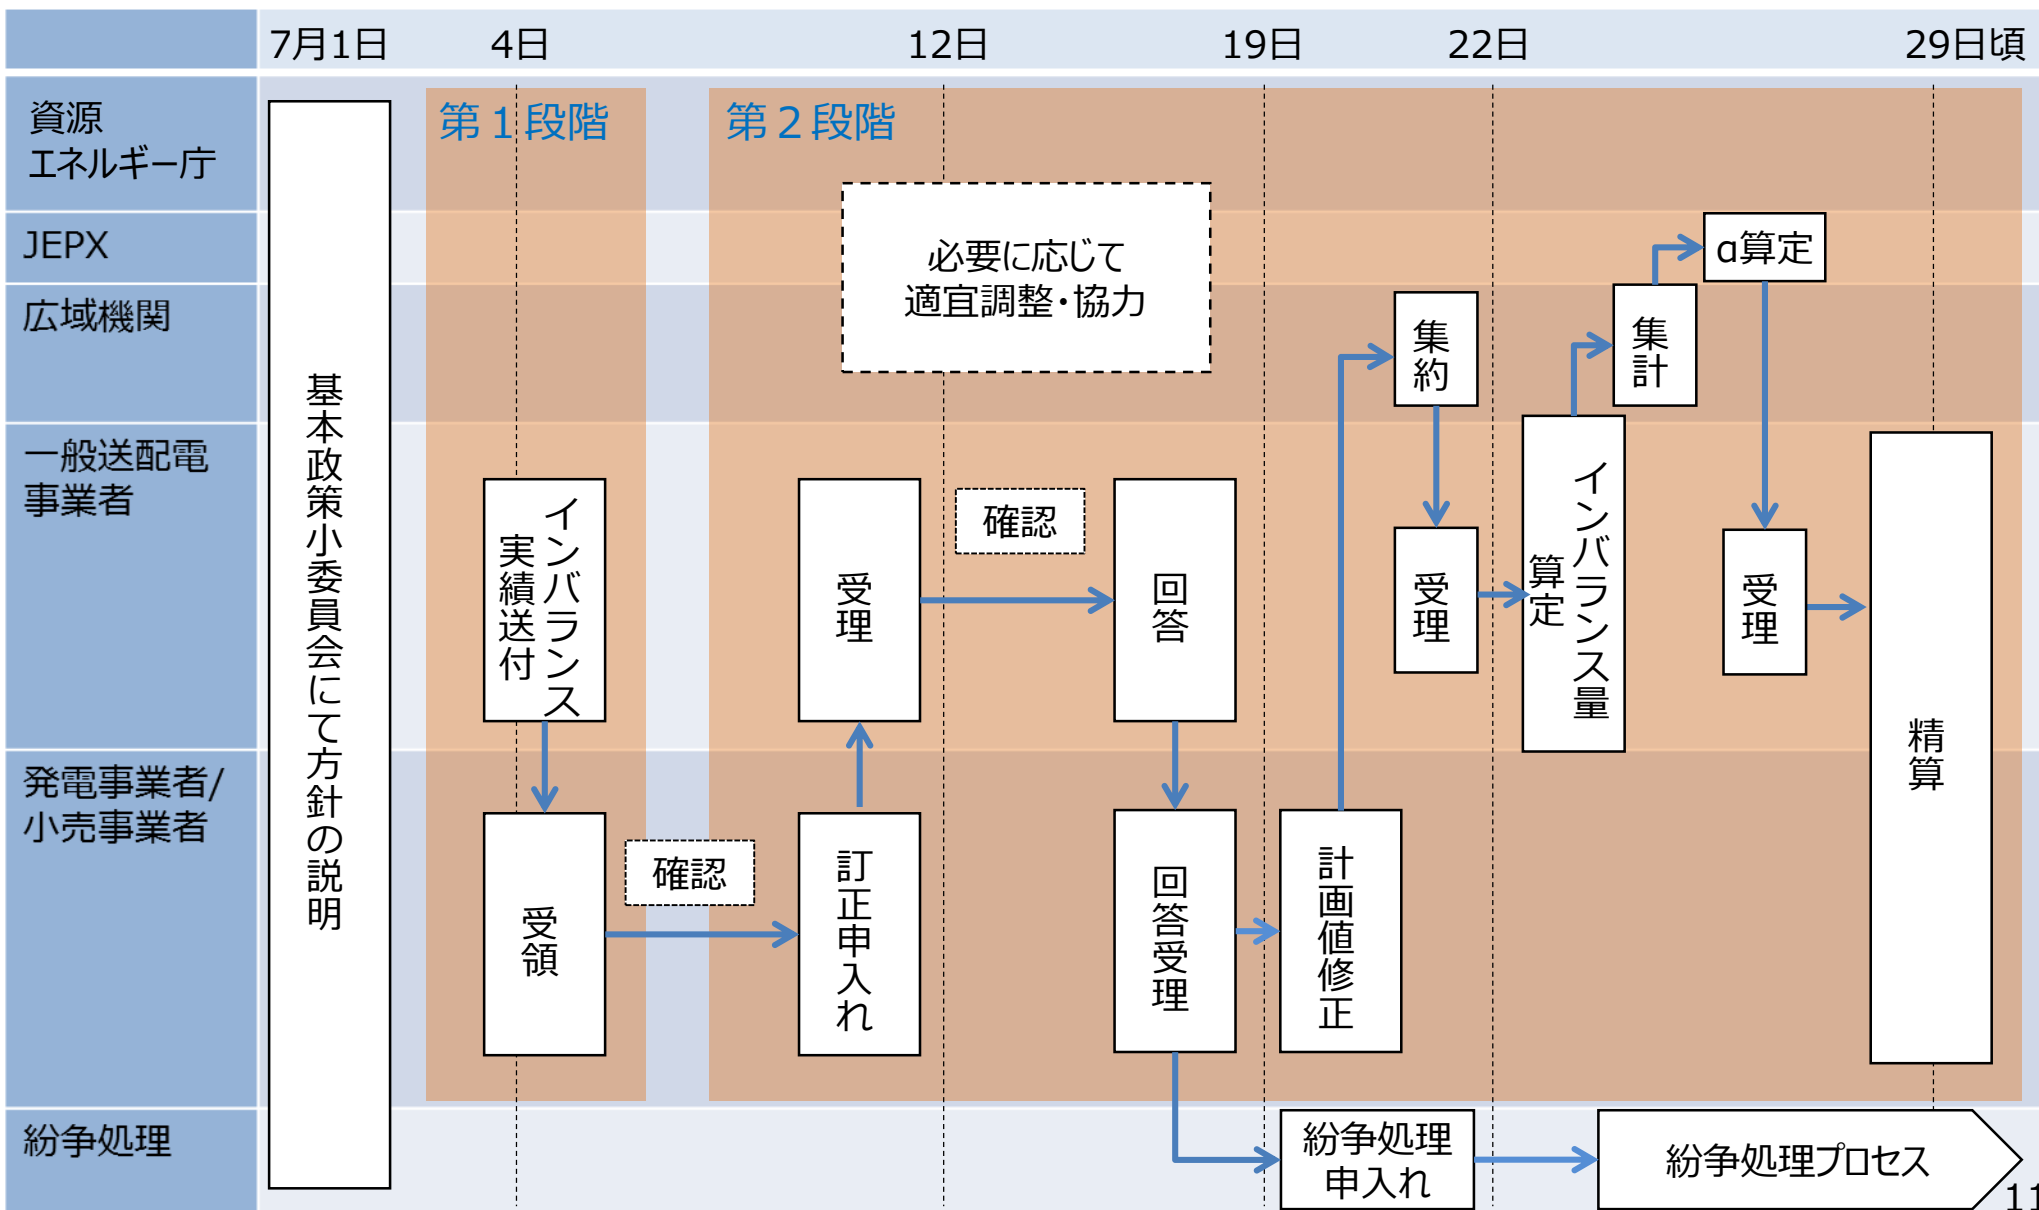 7月1日
4日
12日
19日
22日
29日頃
資源
エネルギー庁
JEPX
広域機関
一般送配電
事業者
発電事業者/
小売事業者
紛争処理
基本政策小委員会にて方針の説明
第1段階
第2段階
必要に応じて
適宜調整・協力
インバランス
実績送付
受領
確認
訂正申入れ
受理
確認
回答
回答受理
計画値修正
集約
受理
インバランス量
算定
集計
α算定
受理
精算
紛争処理
申入れ
紛争処理プロセス
11